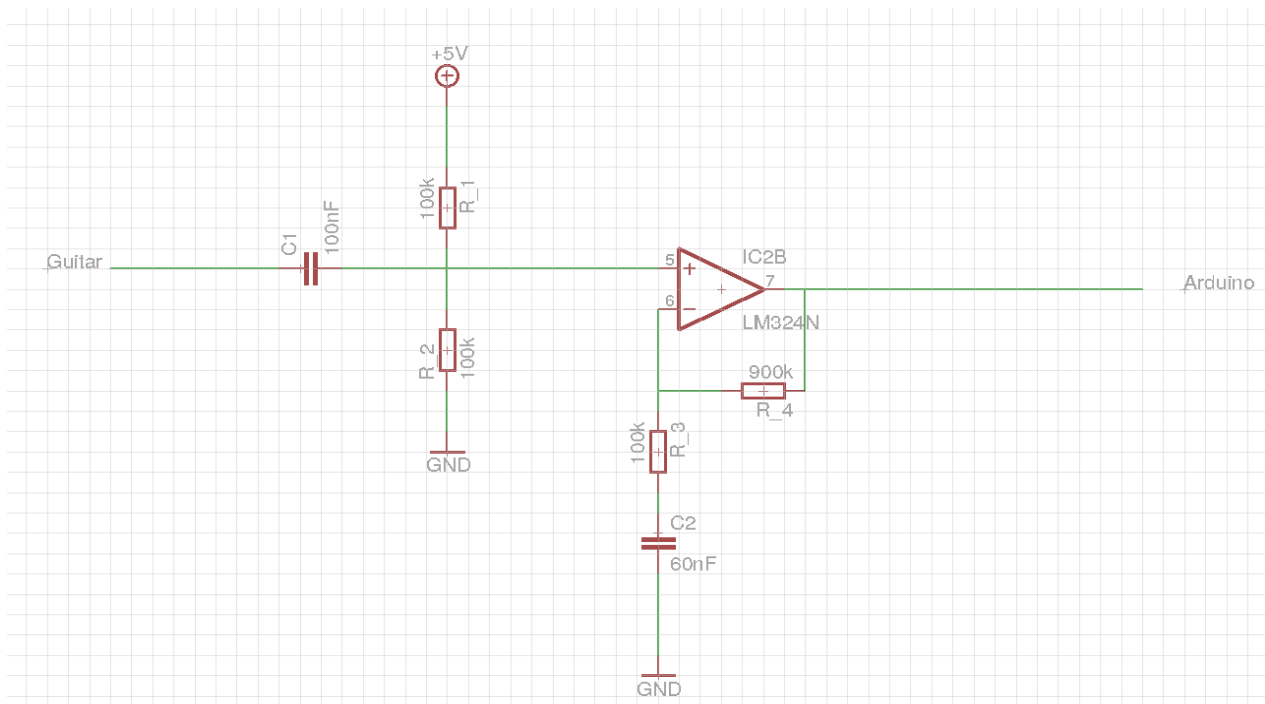 +5V
100k
R_1
C1
100nF
Guitar
5
+
6
−
7
IC2B
LM324N
Arduino
R_2
100k
900k
R_4
100k
R_3
GND
C2
60nF
GND